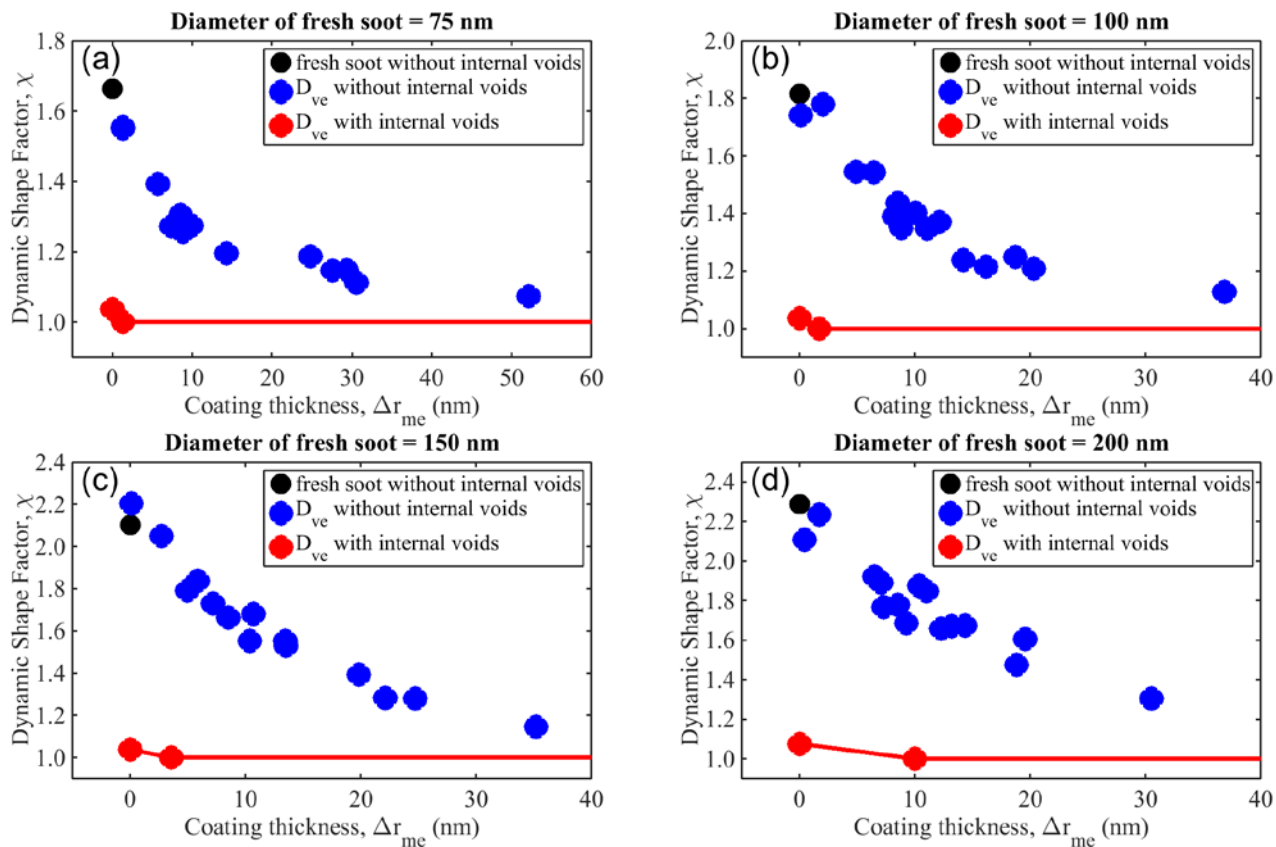 Diameter of fresh soot = 75 nm
(a)
fresh soot without internal voids
D_ve without internal voids
D_ve with internal voids
1.8
1.6
1.4
1.2
1.0
Dynamic Shape Factor, χ
0 10 20 30 40 50 60
Coating thickness, Δr_me (nm)
Diameter of fresh soot = 100 nm
(b)
fresh soot without internal voids
D_ve without internal voids
D_ve with internal voids
2.0
1.8
1.6
1.4
1.2
1.0
Dynamic Shape Factor, χ
0 10 20 30 40
Coating thickness, Δr_me (nm)
Diameter of fresh soot = 150 nm
(c)
fresh soot without internal voids
D_ve without internal voids
D_ve with internal voids
2.4
2.2
2.0
1.8
1.6
1.4
1.2
1.0
Dynamic Shape Factor, χ
0 10 20 30 40
Coating thickness, Δr_me (nm)
Diameter of fresh soot = 200 nm
(d)
fresh soot without internal voids
D_ve without internal voids
D_ve with internal voids
2.4
2.2
2.0
1.8
1.6
1.4
1.2
1.0
Dynamic Shape Factor, χ
0 10 20 30 40
Coating thickness, Δr_me (nm)